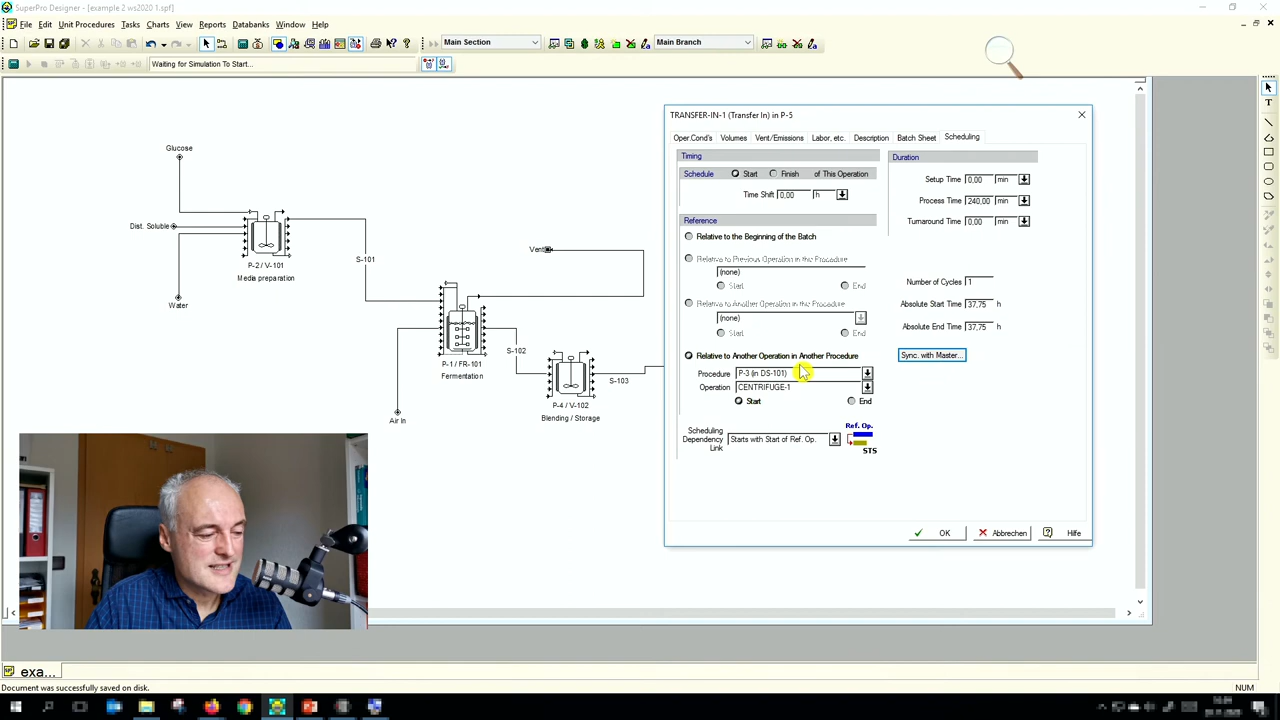 SuperPro Designer - [example 2 ws2020 1.spf]
File Edit Unit Procedures Tasks Charts View Reports Databanks Window Help
Main Section
Main Branch
Waiting for Simulation To Start...
TRANSFER-IN-1 (Transfer In) in P-5
Oper.Cond's Volumes Vent/Emissions Labor, etc. Description Batch Sheet Scheduling
Timing
Schedule Start Finish of This Operation
Time Shift 0,00 h
Reference
Relative to the Beginning of the Batch
Relative to Previous Operation in the Procedure
(none)
Start End
Relative to Another Operation in the Procedure
(none)
Start End
Relative to Another Operation in Another Procedure
Procedure P-3 (in DS-101)
Operation CENTRIFUGE-1
Start End
Scheduling
Dependency
Link
Starts with Start of Ref. Op.
Ref. Op.
STS
Duration
Setup Time 0,00 min
Process Time 240,00 min
Turnaround Time 0,00 min
Number of Cycles 1
Absolute Start Time 37,75 h
Absolute End Time 37,75 h
Sync. with Master...
OK Abbrechen Hilfe
Glucose
Dist. Soluble
Water
P-2 / V-101
Media preparation
S-101
Vent
P-1 / FR-101
Fermentation
Air In
S-102
P-4 / V-102
Blending / Storage
S-103
exa...
Document was successfully saved on disk.
NUM